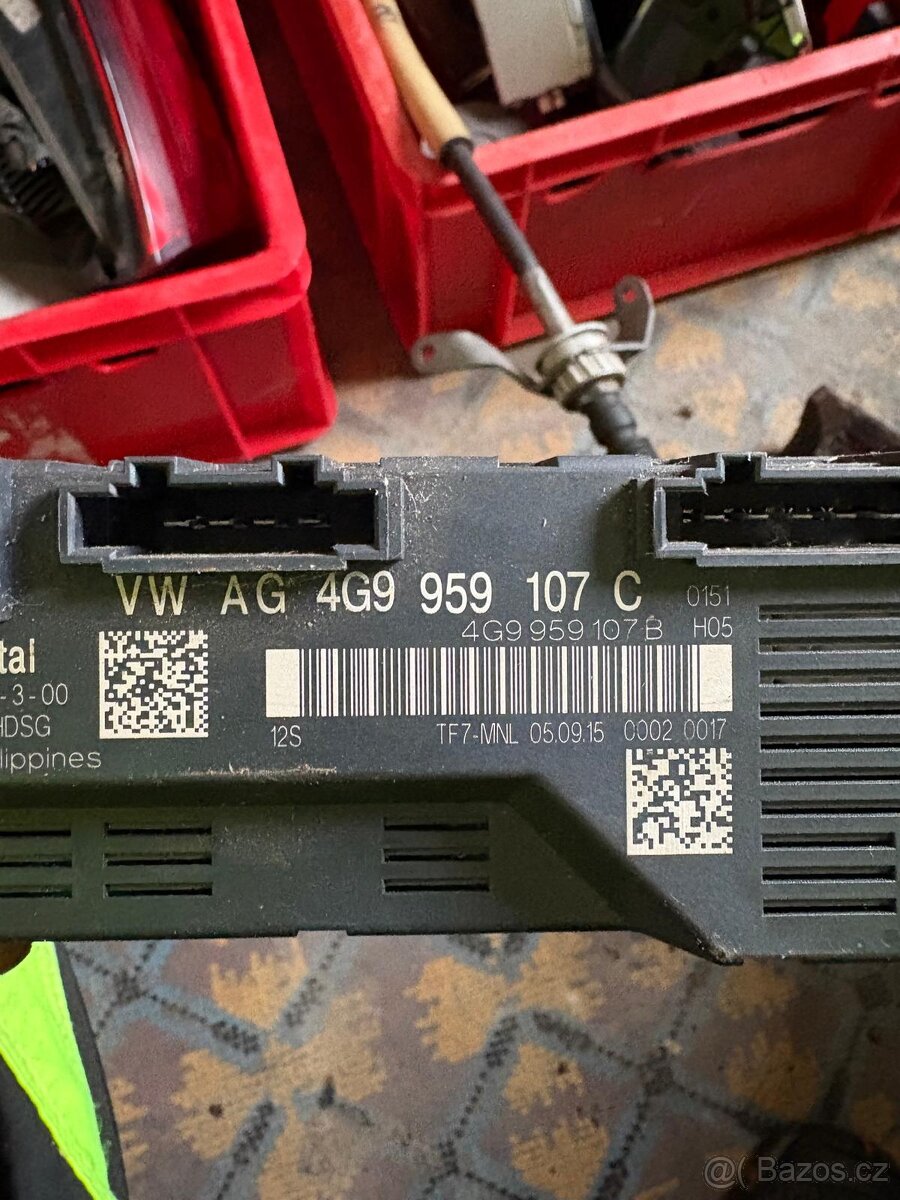 VW AG 4G9 959 107 C 0151
4G9 959 107 B H05
tal
-3-00
HDSG
lippines
12S TF7-MNL 05.09.15 0002 0017
@( Bazos.cz